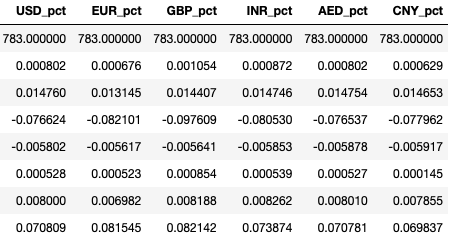 USD_pct EUR_pct GBP_pct INR_pct AED_pct CNY_pct
783.000000 783.000000 783.000000 783.000000 783.000000 783.000000
0.000802 0.000676 0.001054 0.000872 0.000802 0.000629
0.014760 0.013145 0.014407 0.014746 0.014754 0.014653
-0.076624 -0.082101 -0.097609 -0.080530 -0.076537 -0.077962
-0.005802 -0.005617 -0.005641 -0.005853 -0.005878 -0.005917
0.000528 0.000523 0.000854 0.000539 0.000527 0.000145
0.008000 0.006982 0.008188 0.008262 0.008010 0.007855
0.070809 0.081545 0.082142 0.073874 0.070781 0.069837